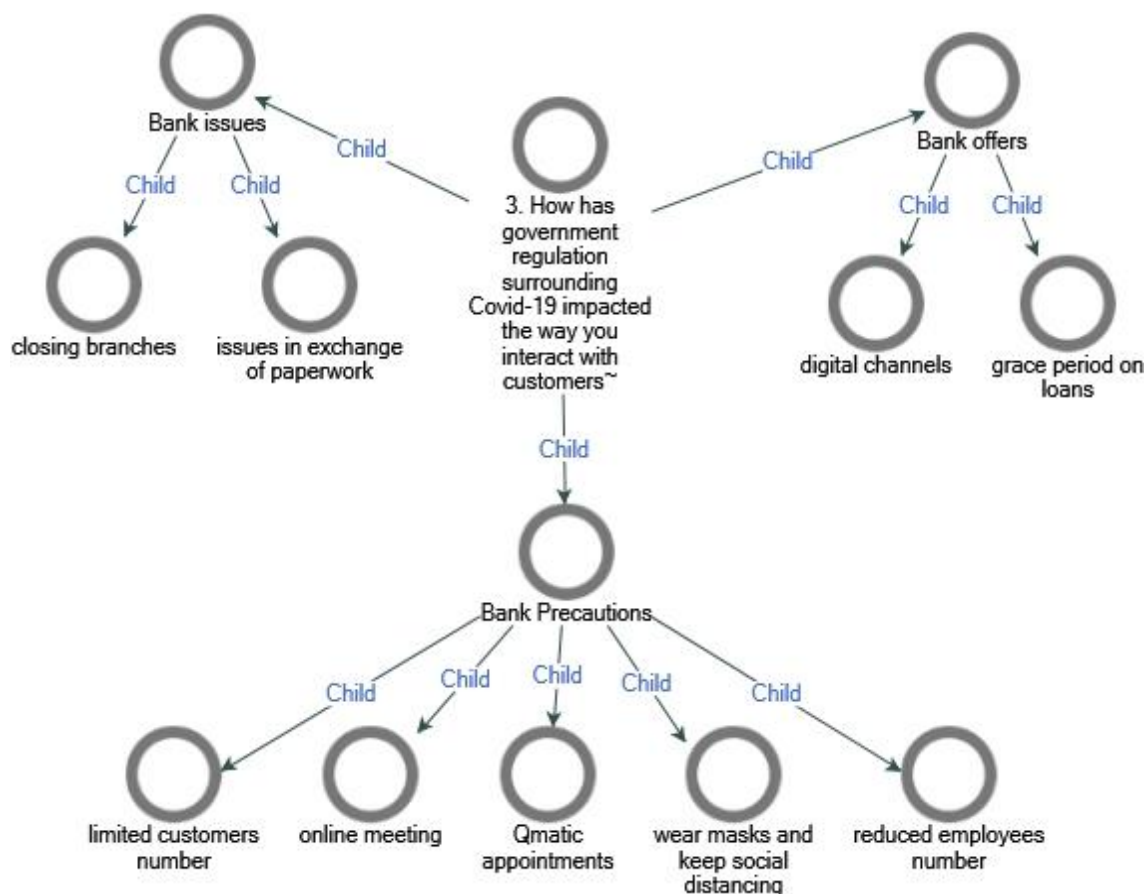 Bank issues
Bank offers
Child
Child
3. How has
government
regulation
surrounding
Covid-19 impacted
the way you
interact with
customers~
Child
Child
Child
Child
closing branches
issues in exchange
of paperwork
digital channels
grace period on
loans
Child
Bank Precautions
Child
Child
Child
Child
Child
limited customers
number
online meeting
Qmatic
appointments
wear masks and
keep social
distancing
reduced employees
number